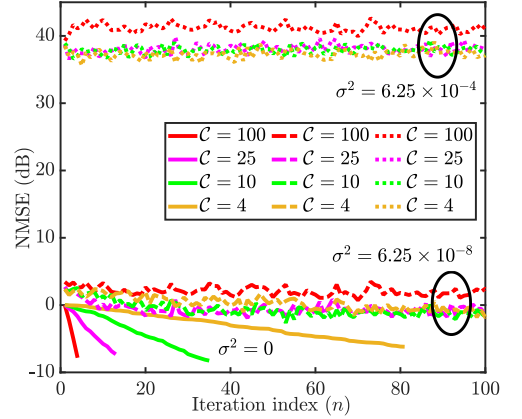 40
30
20
10
0
-10
NMSE (dB)
σ² = 6.25 × 10⁻⁴
𝒞 = 100 𝒞 = 100 𝒞 = 100
𝒞 = 25 𝒞 = 25 𝒞 = 25
𝒞 = 10 𝒞 = 10 𝒞 = 10
𝒞 = 4 𝒞 = 4 𝒞 = 4
σ² = 6.25 × 10⁻⁸
σ² = 0
0 20 40 60 80 100
Iteration index (n)